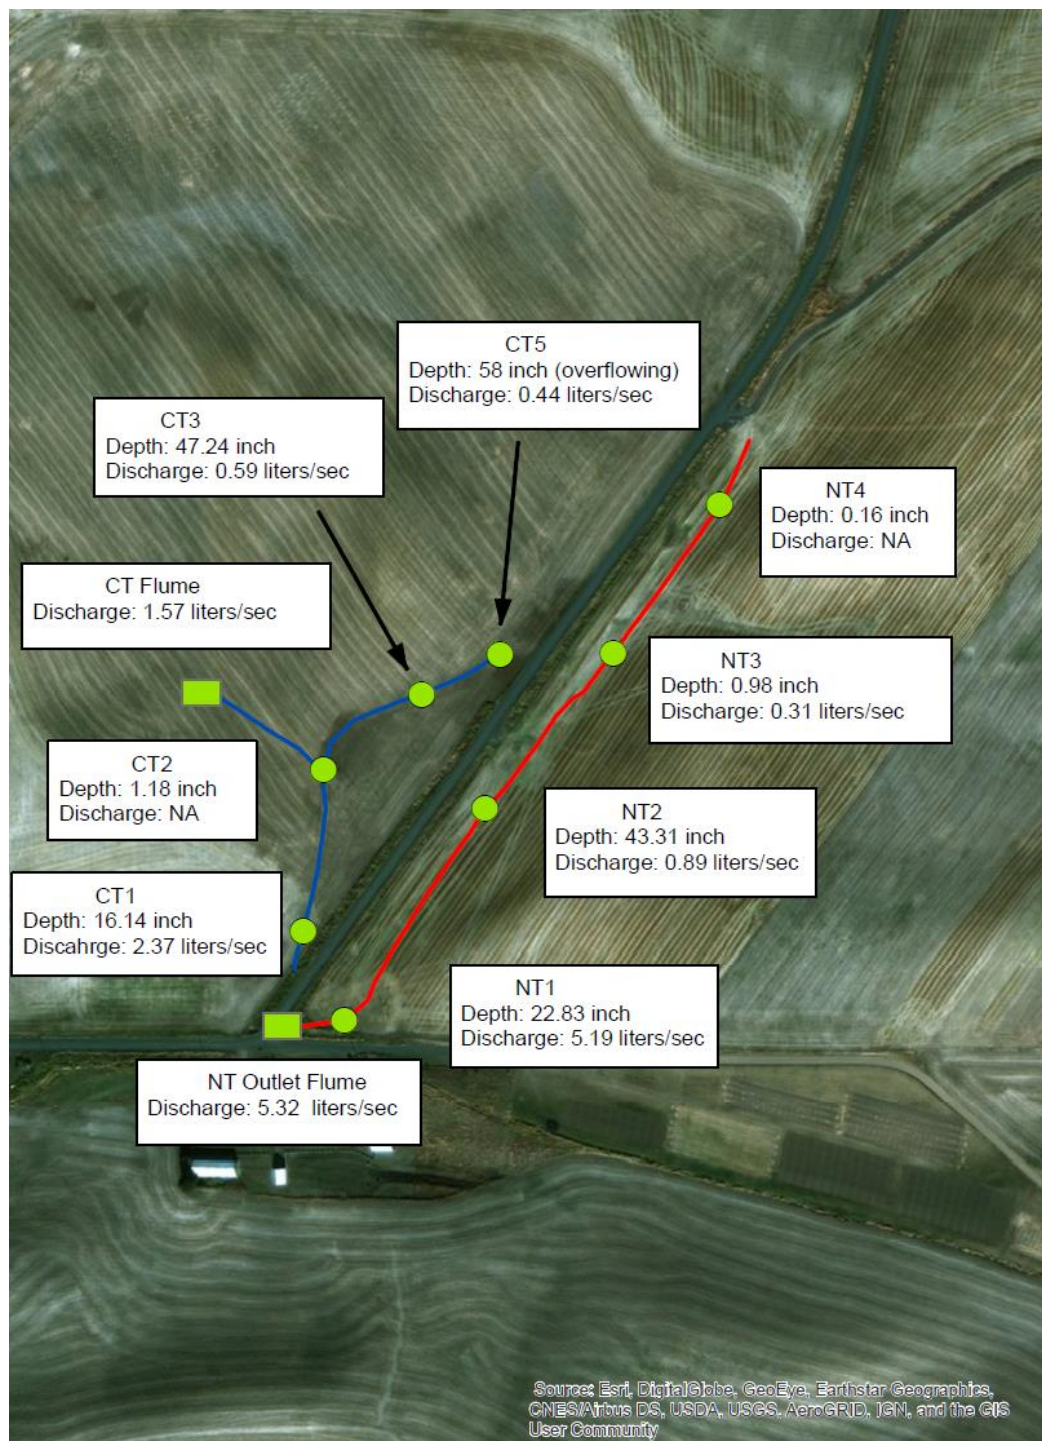 CT5
Depth: 58 inch (overflowing)
Discharge: 0.44 liters/sec
CT3
Depth: 47.24 inch
Discharge: 0.59 liters/sec
NT4
Depth: 0.16 inch
Discharge: NA
CT Flume
Discharge: 1.57 liters/sec
NT3
Depth: 0.98 inch
Discharge: 0.31 liters/sec
CT2
Depth: 1.18 inch
Discharge: NA
NT2
Depth: 43.31 inch
Discharge: 0.89 liters/sec
CT1
Depth: 16.14 inch
Discahrge: 2.37 liters/sec
NT1
Depth: 22.83 inch
Discharge: 5.19 liters/sec
NT Outlet Flume
Discharge: 5.32 liters/sec
Source: Esri, DigitalGlobe, GeoEye, Earthstar Geographics,
CNES/Airbus DS, USDA, USGS, AeroGRID, IGN, and the GIS
User Community